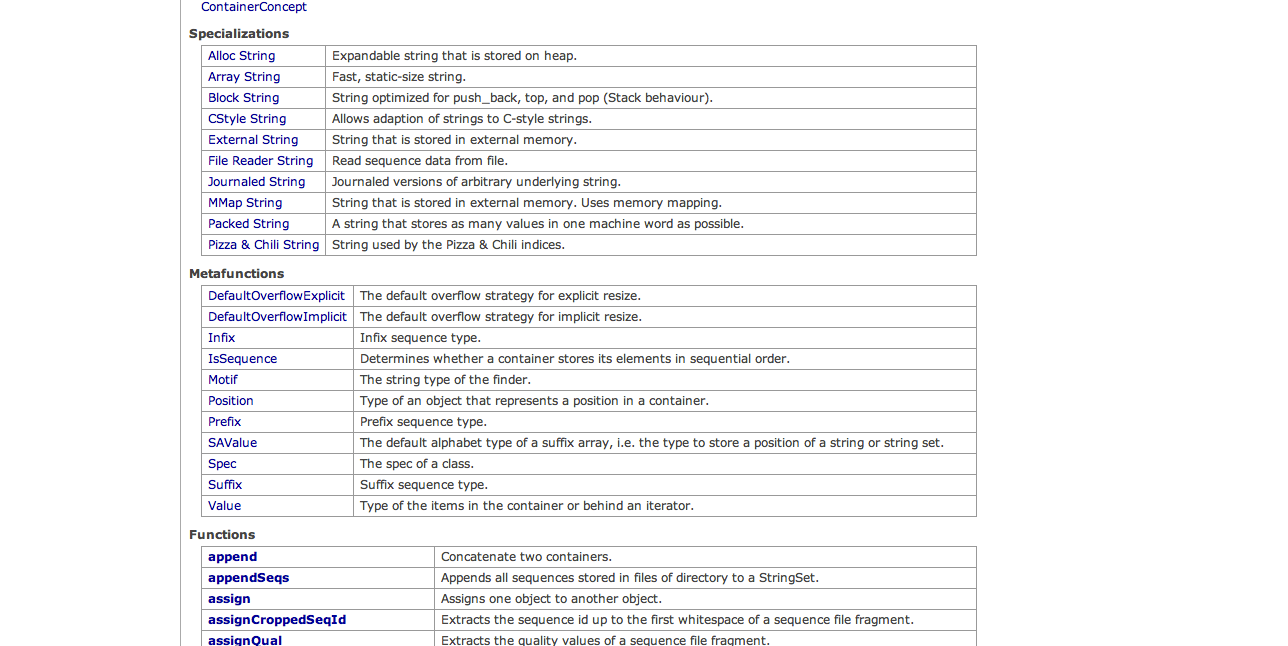 ContainerConcept
Specializations
Alloc String Expandable string that is stored on heap.
Array String Fast, static-size string.
Block String String optimized for push_back, top, and pop (Stack behaviour).
CStyle String Allows adaption of strings to C-style strings.
External String String that is stored in external memory.
File Reader String Read sequence data from file.
Journaled String Journaled versions of arbitrary underlying string.
MMap String String that is stored in external memory. Uses memory mapping.
Packed String A string that stores as many values in one machine word as possible.
Pizza & Chili String String used by the Pizza & Chili indices.
Metafunctions
DefaultOverflowExplicit The default overflow strategy for explicit resize.
DefaultOverflowImplicit The default overflow strategy for implicit resize.
Infix Infix sequence type.
IsSequence Determines whether a container stores its elements in sequential order.
Motif The string type of the finder.
Position Type of an object that represents a position in a container.
Prefix Prefix sequence type.
SAValue The default alphabet type of a suffix array, i.e. the type to store a position of a string or string set.
Spec The spec of a class.
Suffix Suffix sequence type.
Value Type of the items in the container or behind an iterator.
Functions
append Concatenate two containers.
appendSeqs Appends all sequences stored in files of directory to a StringSet.
assign Assigns one object to another object.
assignCroppedSeqId Extracts the sequence id up to the first whitespace of a sequence file fragment.
assignQual Extracts the quality values of a sequence file fragment.